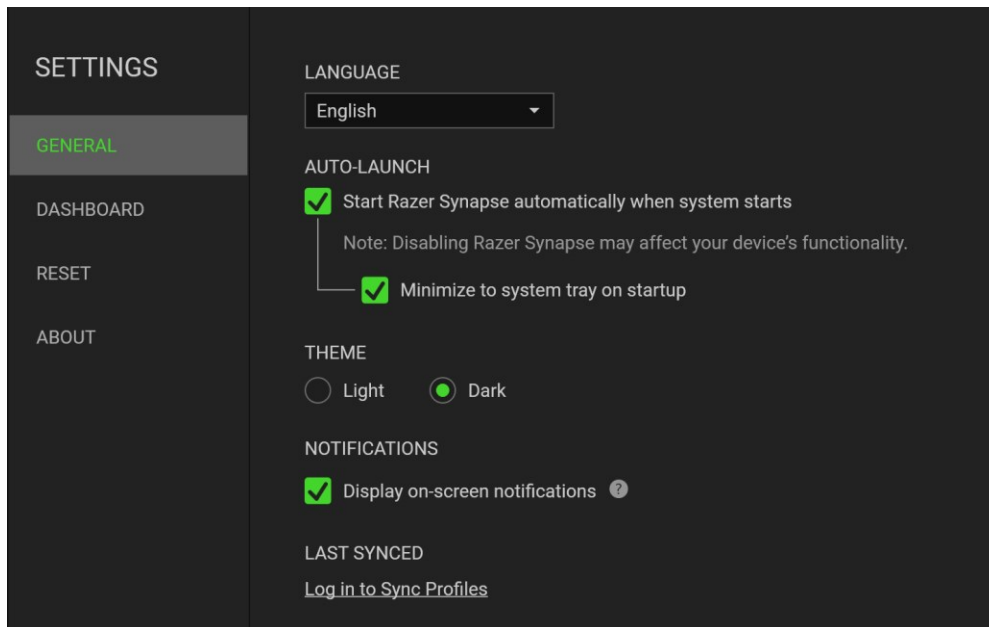 SETTINGS
GENERAL
DASHBOARD
RESET
ABOUT
LANGUAGE
English
AUTO-LAUNCH
Start Razer Synapse automatically when system starts
Note: Disabling Razer Synapse may affect your device’s functionality.
Minimize to system tray on startup
THEME
Light Dark
NOTIFICATIONS
Display on-screen notifications ?
LAST SYNCED
Log in to Sync Profiles